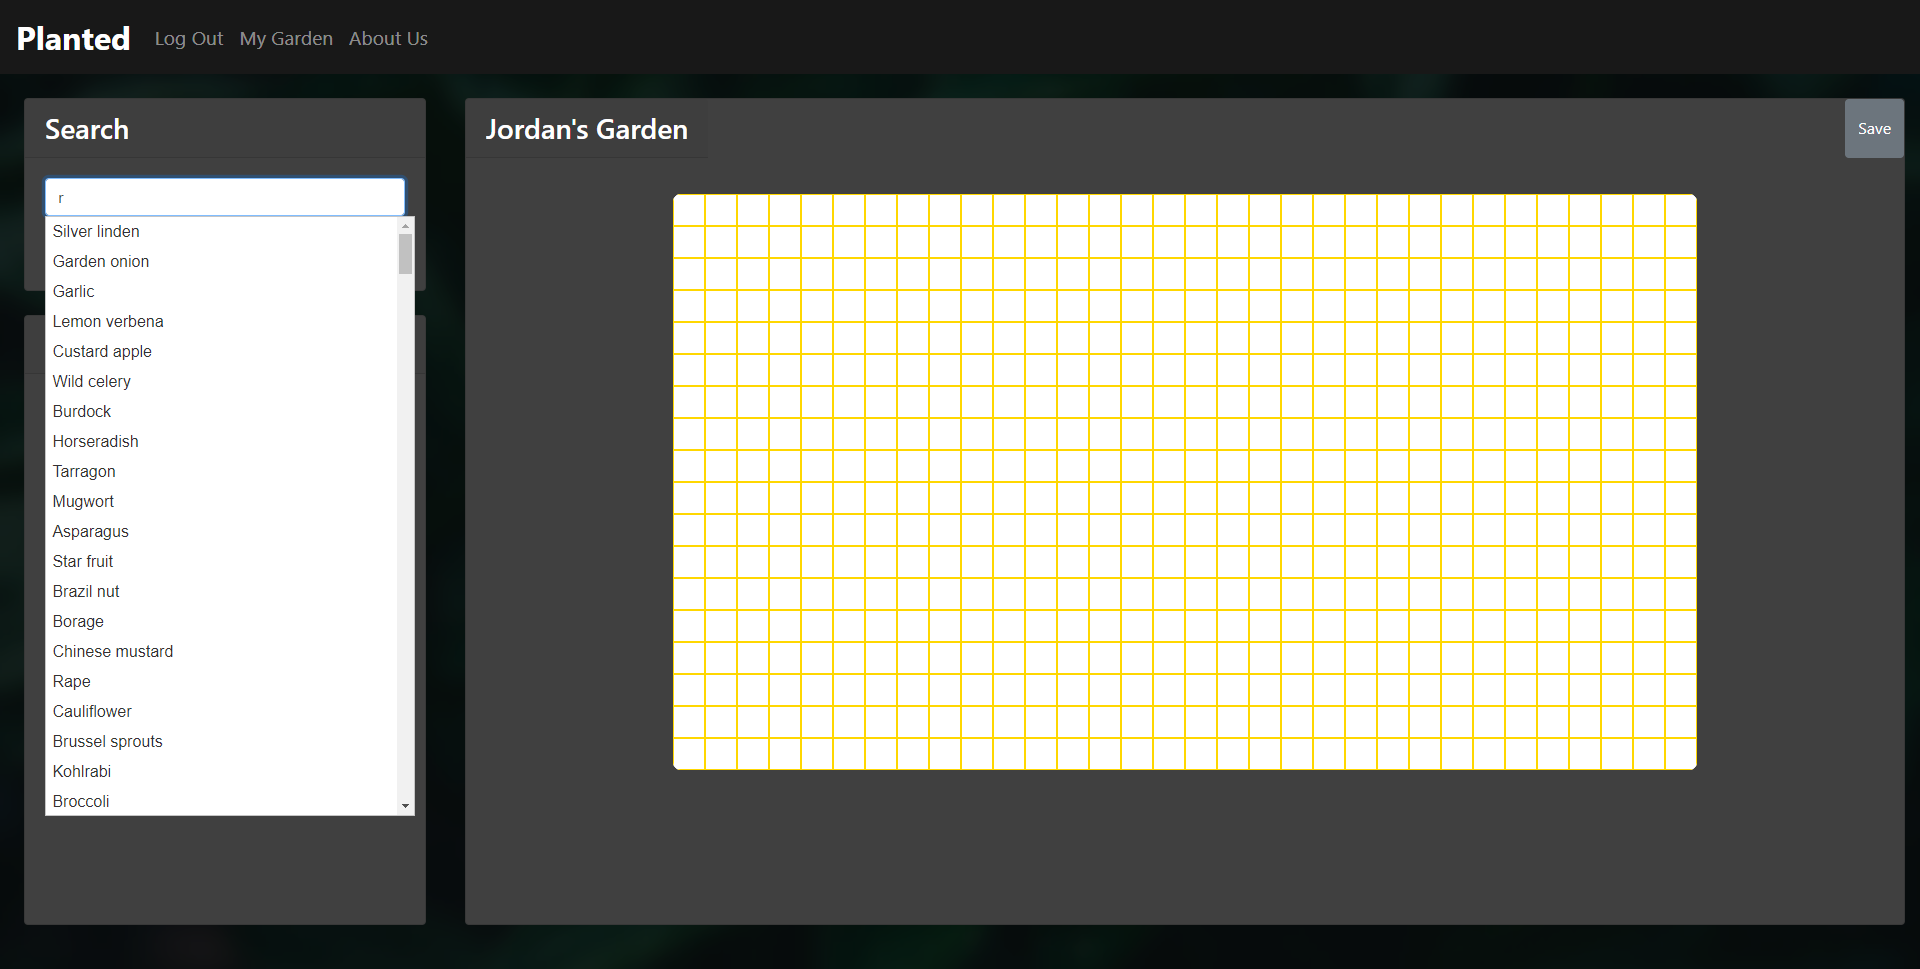 Planted Log Out My Garden About Us
Search
r
Silver linden
Garden onion
Garlic
Lemon verbena
Custard apple
Wild celery
Burdock
Horseradish
Tarragon
Mugwort
Asparagus
Star fruit
Brazil nut
Borage
Chinese mustard
Rape
Cauliflower
Brussel sprouts
Kohlrabi
Broccoli
Jordan's Garden
Save